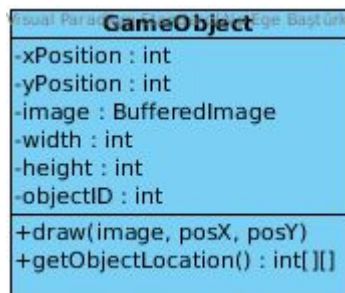 GameObject
-xPosition : int
-yPosition : int
-image : BufferedImage
-width : int
-height : int
-objectID : int
+draw(image, posX, posY)
+getObjectLocation() : int[][]